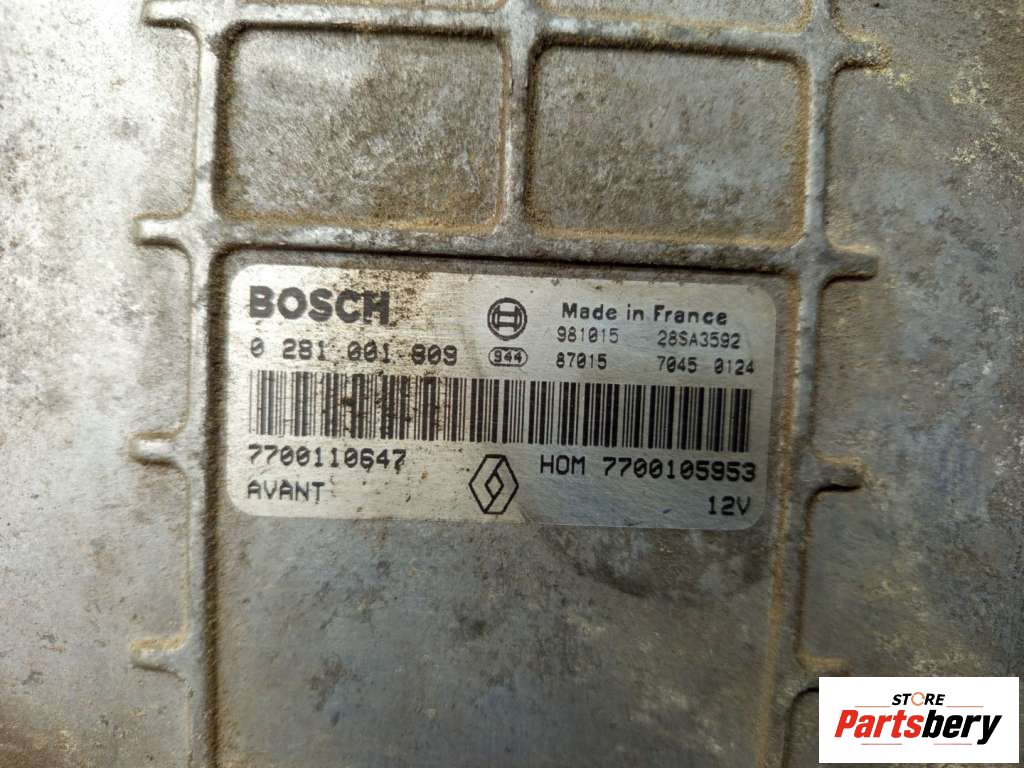 BOSCH
Made in France
981015 28SA3592
0 281 001 809 944 87015 7045 0124
7700110647 HOM 7700105953
AVANT 12V
STORE
Partsbery